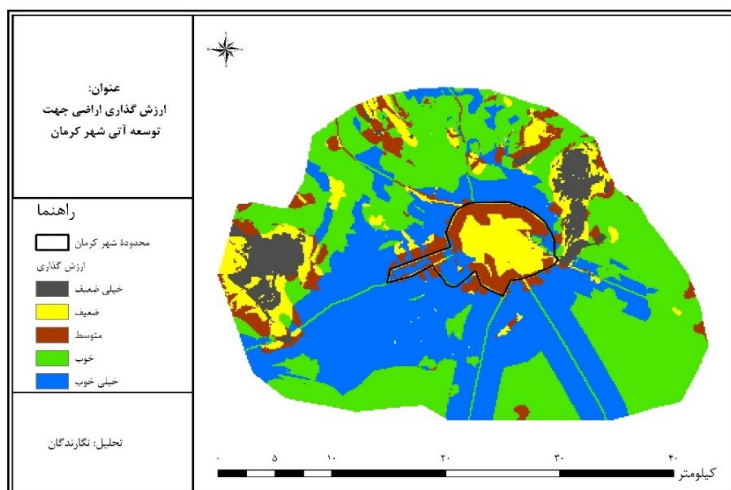 عنوان:
ارزش گذاری اراضی جهت
توسعه آتی شهر کرمان
راهنما
محدودهٔ شهر کرمان
ارزش گذاری
خیلی ضعیف
ضعیف
متوسط
خوب
خیلی خوب
تحلیل: نگارندگان
۰ ۵ ۱۰ ۲۰ ۳۰ ۴۰
کیلومتر